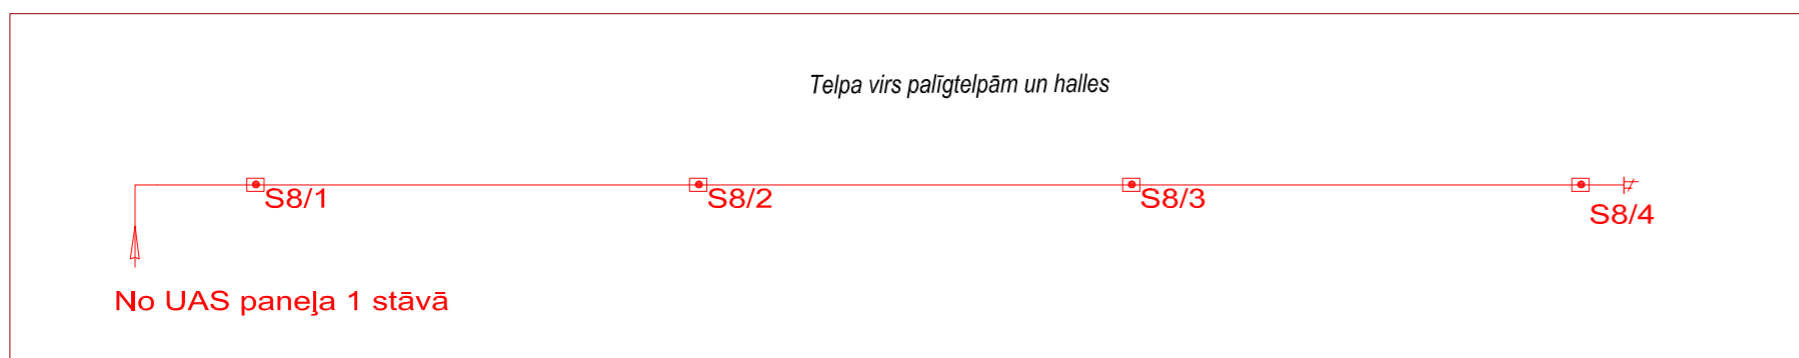 Telpa virs palīgtelpām un halles
S8/1
S8/2
S8/3
S8/4
No UAS paneļa 1 stāvā